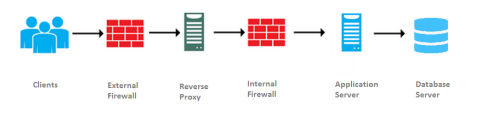 Clients
External
Firewall
Reverse
Proxy
Internal
Firewall
Application
Server
Database
Server